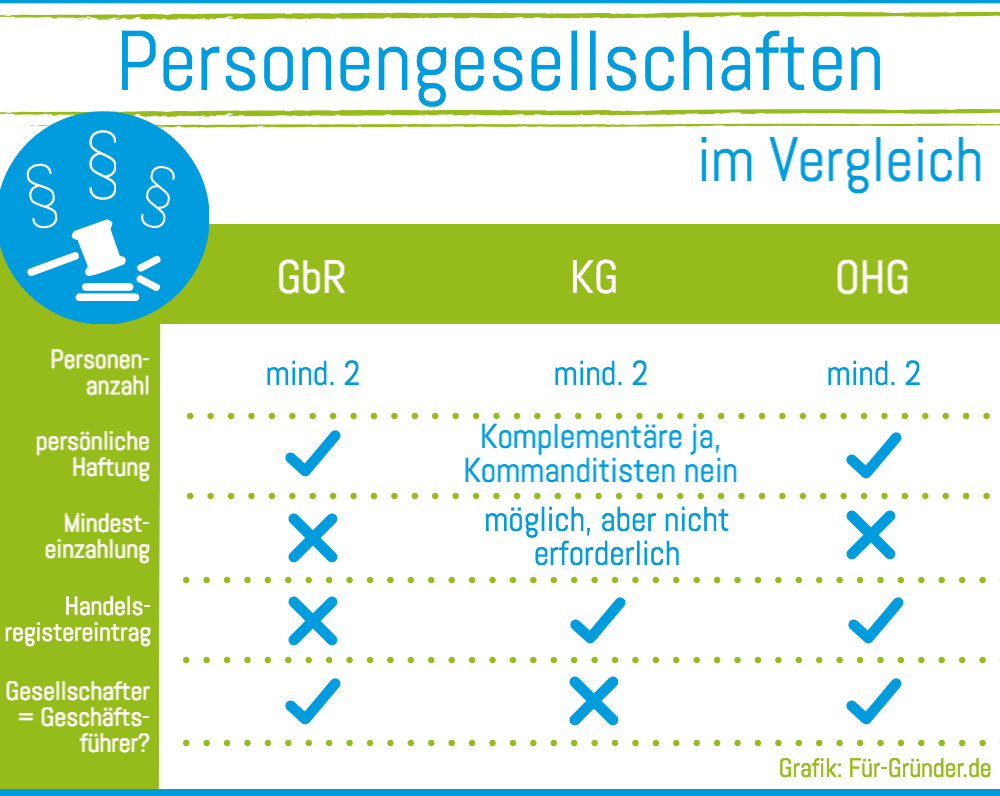 Personengesellschaften
im Vergleich
§ § §
GbR KG OHG
Personen-
anzahl
mind. 2 mind. 2 mind. 2
persönliche
Haftung
Komplementäre ja,
Kommanditisten nein
Mindest-
einzahlung
möglich, aber nicht
erforderlich
Handels-
registereintrag
Gesellschafter
= Geschäfts-
führer?
Grafik: Für-Gründer.de